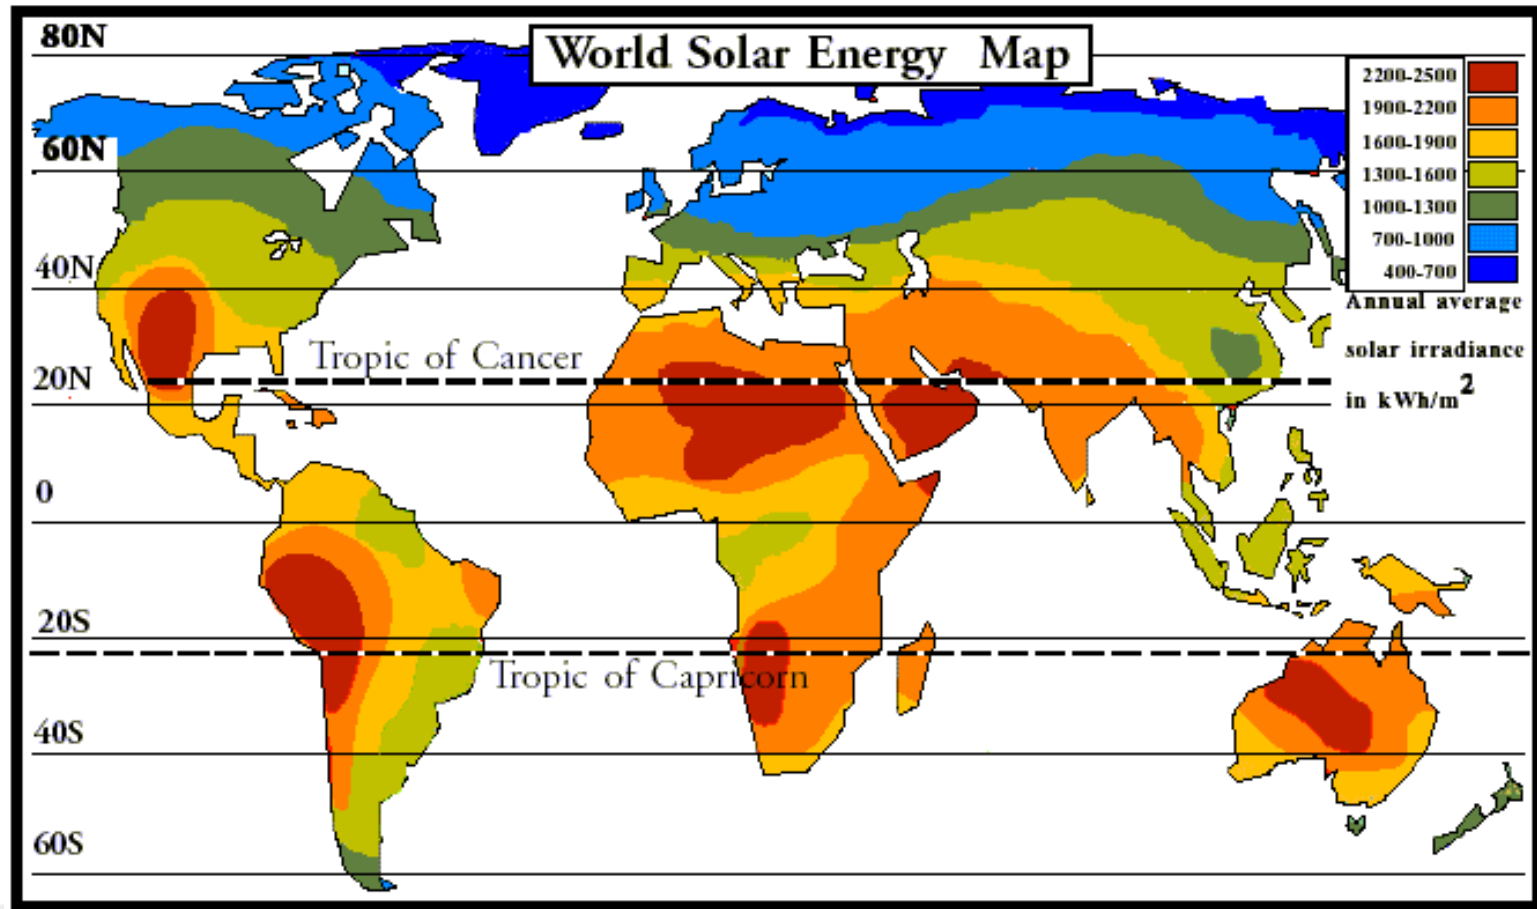 World Solar Energy Map
80N
60N
40N
20N
0
20S
40S
60S
Tropic of Cancer
Tropic of Capricorn
2200-2500
1900-2200
1600-1900
1300-1600
1000-1300
700-1000
400-700
Annual average
solar irradiance
in kWh/m²